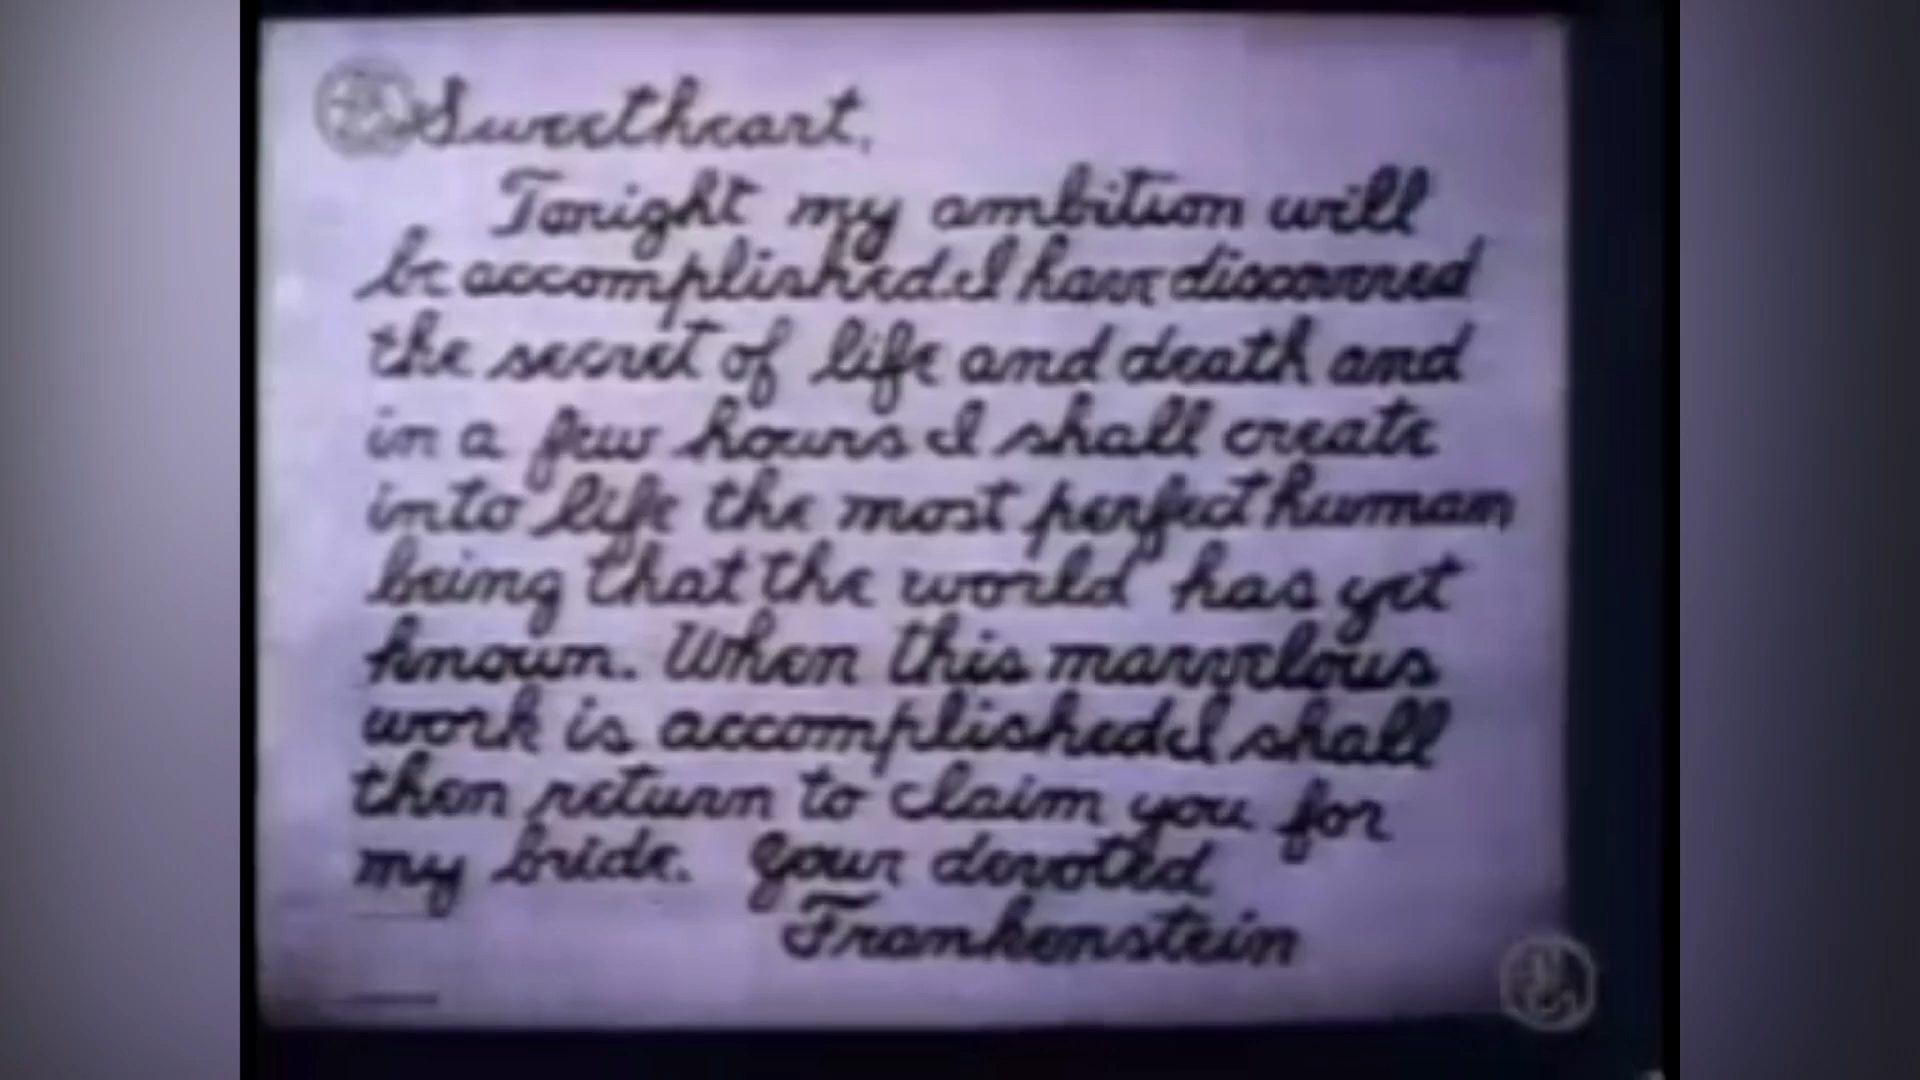 Sweetheart,
Tonight my ambition will
be accomplished. I have discovered
the secret of life and death and
in a few hours I shall create
into life the most perfect human
being that the world has yet
known. When this marvelous
work is accomplished I shall
then return to claim you for
my bride. Your devoted
Frankenstein